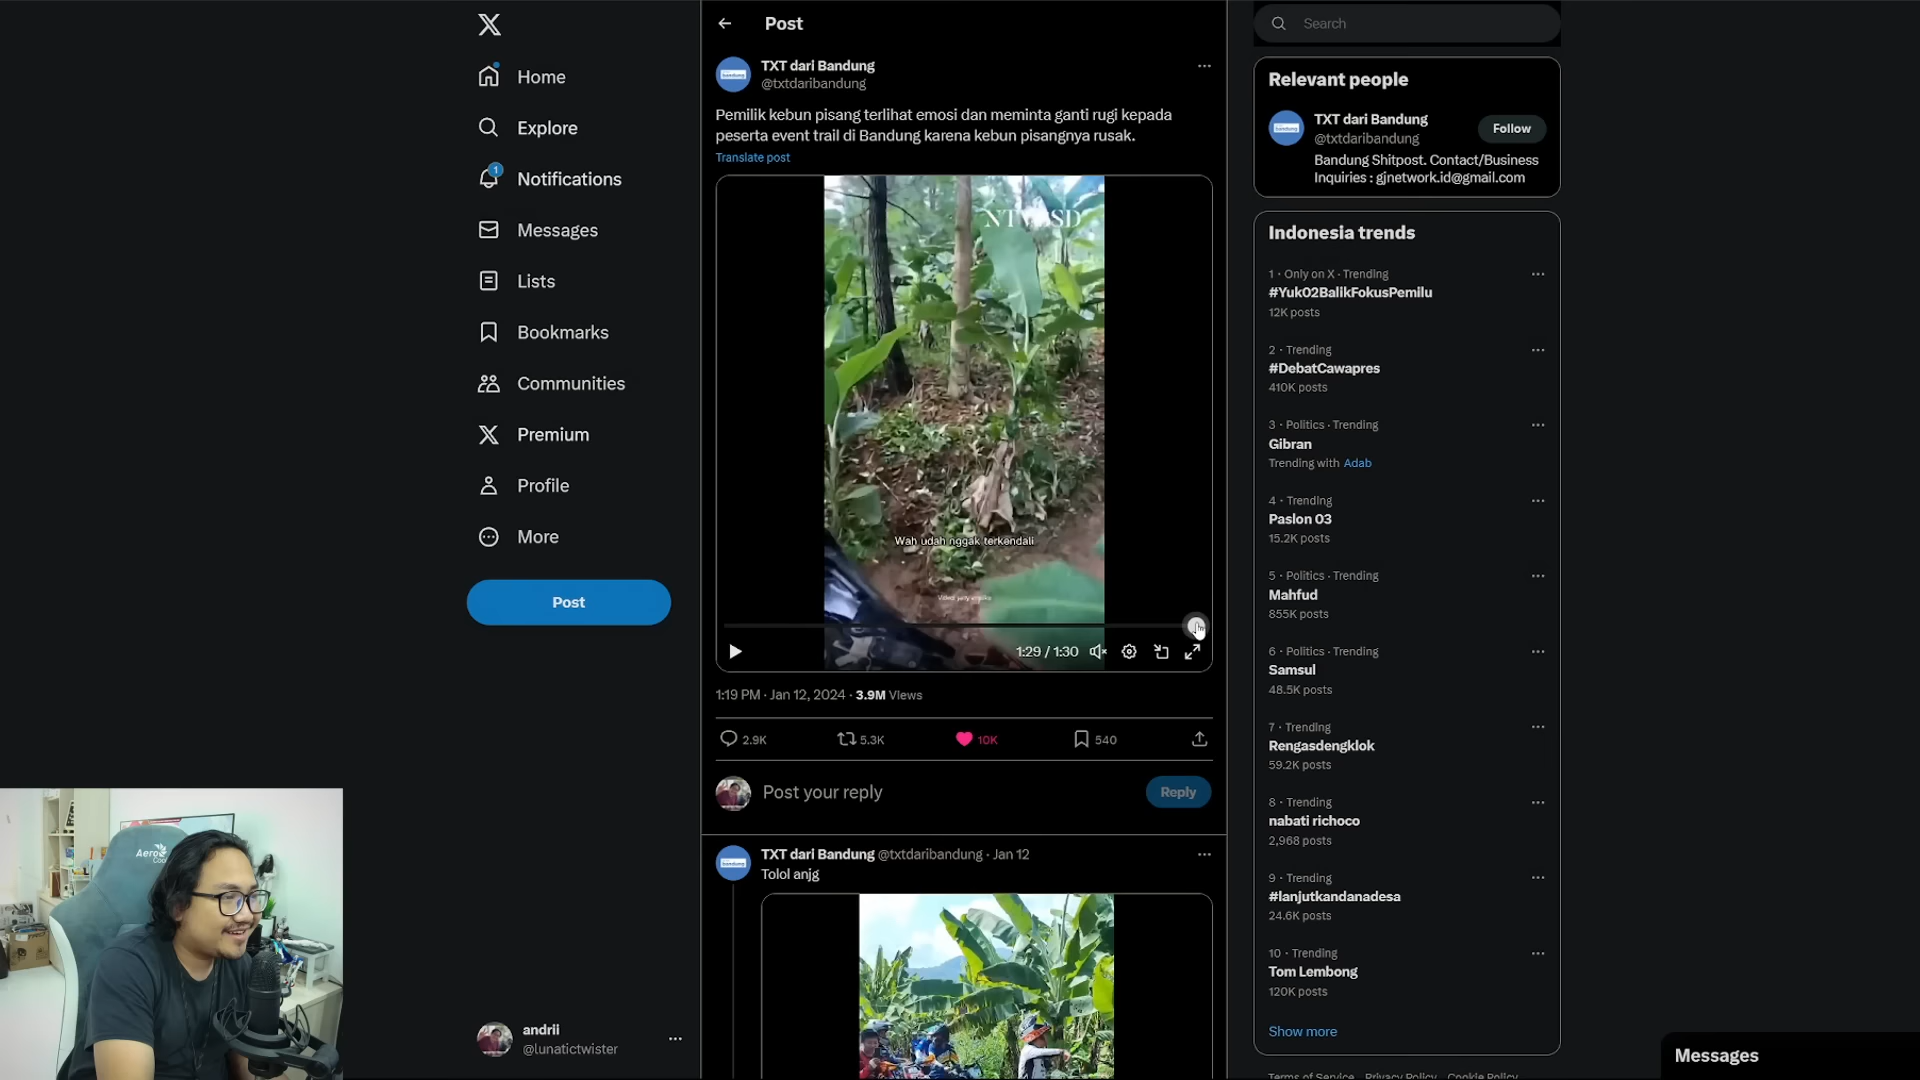 Home
Explore
1
Notifications
Messages
Lists
Bookmarks
Communities
Premium
Profile
More
Post
andrii
@lunatictwister
Post
TXT dari Bandung
@txtdaribandung
Pemilik kebun pisang terlihat emosi dan meminta ganti rugi kepada
peserta event trail di Bandung karena kebun pisangnya rusak.
Translate post
Wah udah nggak terkendali
1:29 / 1:30
1:19 PM · Jan 12, 2024 · 3.9M Views
2.9K
5.3K
10K
540
Post your reply
Reply
TXT dari Bandung @txtdaribandung · Jan 12
Tolol anjg
Search
Relevant people
TXT dari Bandung
@txtdaribandung
Follow
Bandung Shitpost. Contact/Business
Inquiries : gjnetwork.id@gmail.com
Indonesia trends
1 · Only on X · Trending
#Yuk02BalikFokusPemilu
12K posts
2 · Trending
#DebatCawapres
410K posts
3 · Politics · Trending
Gibran
Trending with Adab
4 · Trending
Paslon 03
15.2K posts
5 · Politics · Trending
Mahfud
855K posts
6 · Politics · Trending
Samsul
48.5K posts
7 · Trending
Rengasdengklok
59.2K posts
8 · Trending
nabati richoco
2,968 posts
9 · Trending
#lanjutkandanadesa
24.6K posts
10 · Trending
Tom Lembong
120K posts
Show more
Terms of Service Privacy Policy Cookie Policy
Messages